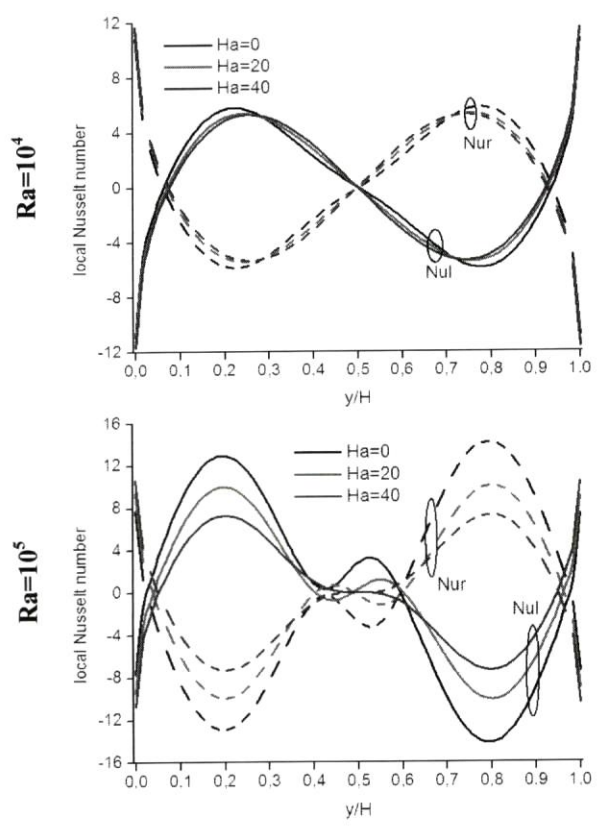 12
8
4
0
-4
-8
-12
Ha=0
Ha=20
Ha=40
Nur
Nul
Ra=10⁴
local Nusselt number
0,0 0,1 0,2 0,3 0,4 0,5 0,6 0,7 0,8 0,9 1.0
y/H
16
12
8
4
0
-4
-8
-12
-16
Ha=0
Ha=20
Ha=40
Nur
Nul
Ra=10⁵
local Nusselt number
0,0 0,1 0,2 0,3 0,4 0,5 0,6 0,7 0,8 0,9 1.0
y/H